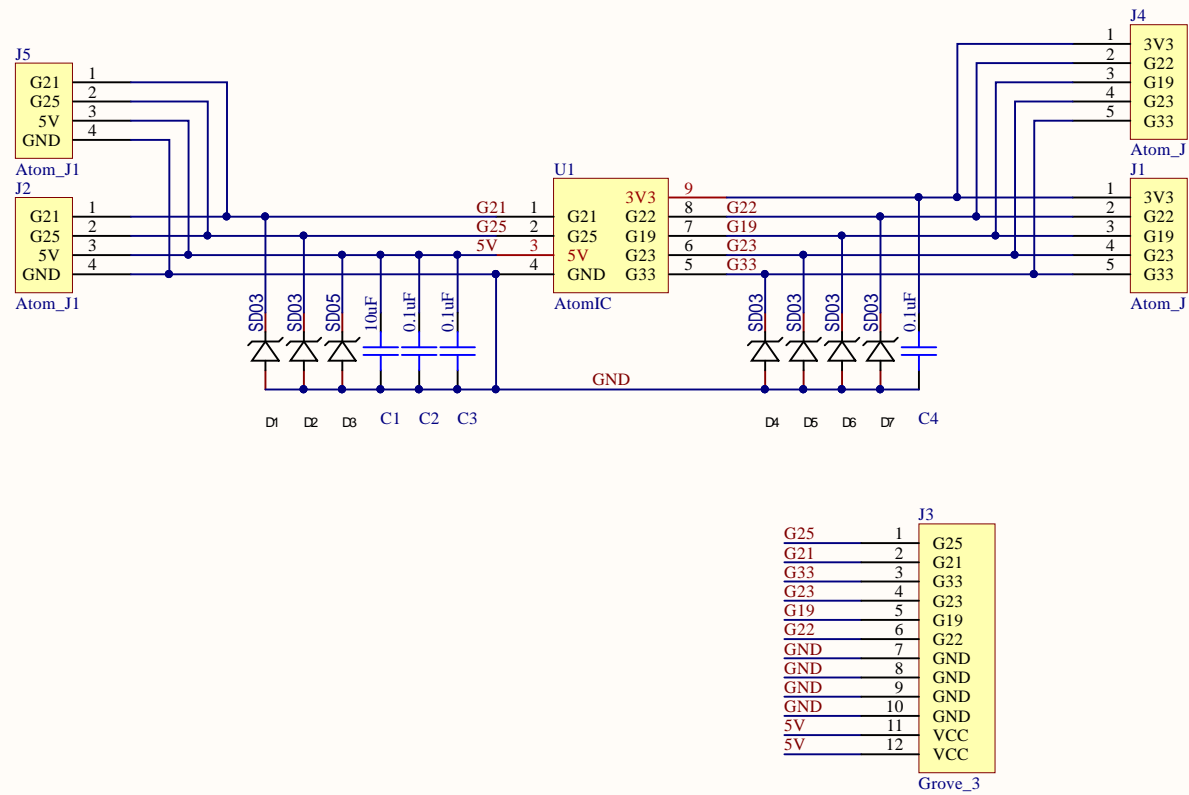 J5
G21 1
G25 2
5V 3
GND 4
Atom_J1
J2
G21 1
G25 2
5V 3
GND 4
Atom_J1
U1
G21 1 G21
G25 2 G25
5V 3 5V
4 GND
3V3 9
G22 8 G22
G19 7 G19
G23 6 G23
G33 5 G33
AtomIC
J4
1 3V3
2 G22
3 G19
4 G23
5 G33
Atom_J
J1
1 3V3
2 G22
3 G19
4 G23
5 G33
Atom_J
SD03 SD03 SD05 10uF 0.1uF 0.1uF
SD03 SD03 SD03 SD03 0.1uF
GND
D1 D2 D3 C1 C2 C3
D4 D5 D6 D7 C4
J3
G25 1 G25
G21 2 G21
G33 3 G33
G23 4 G23
G19 5 G19
G22 6 G22
GND 7 GND
GND 8 GND
GND 9 GND
GND 10 GND
5V 11 VCC
5V 12 VCC
Grove_3